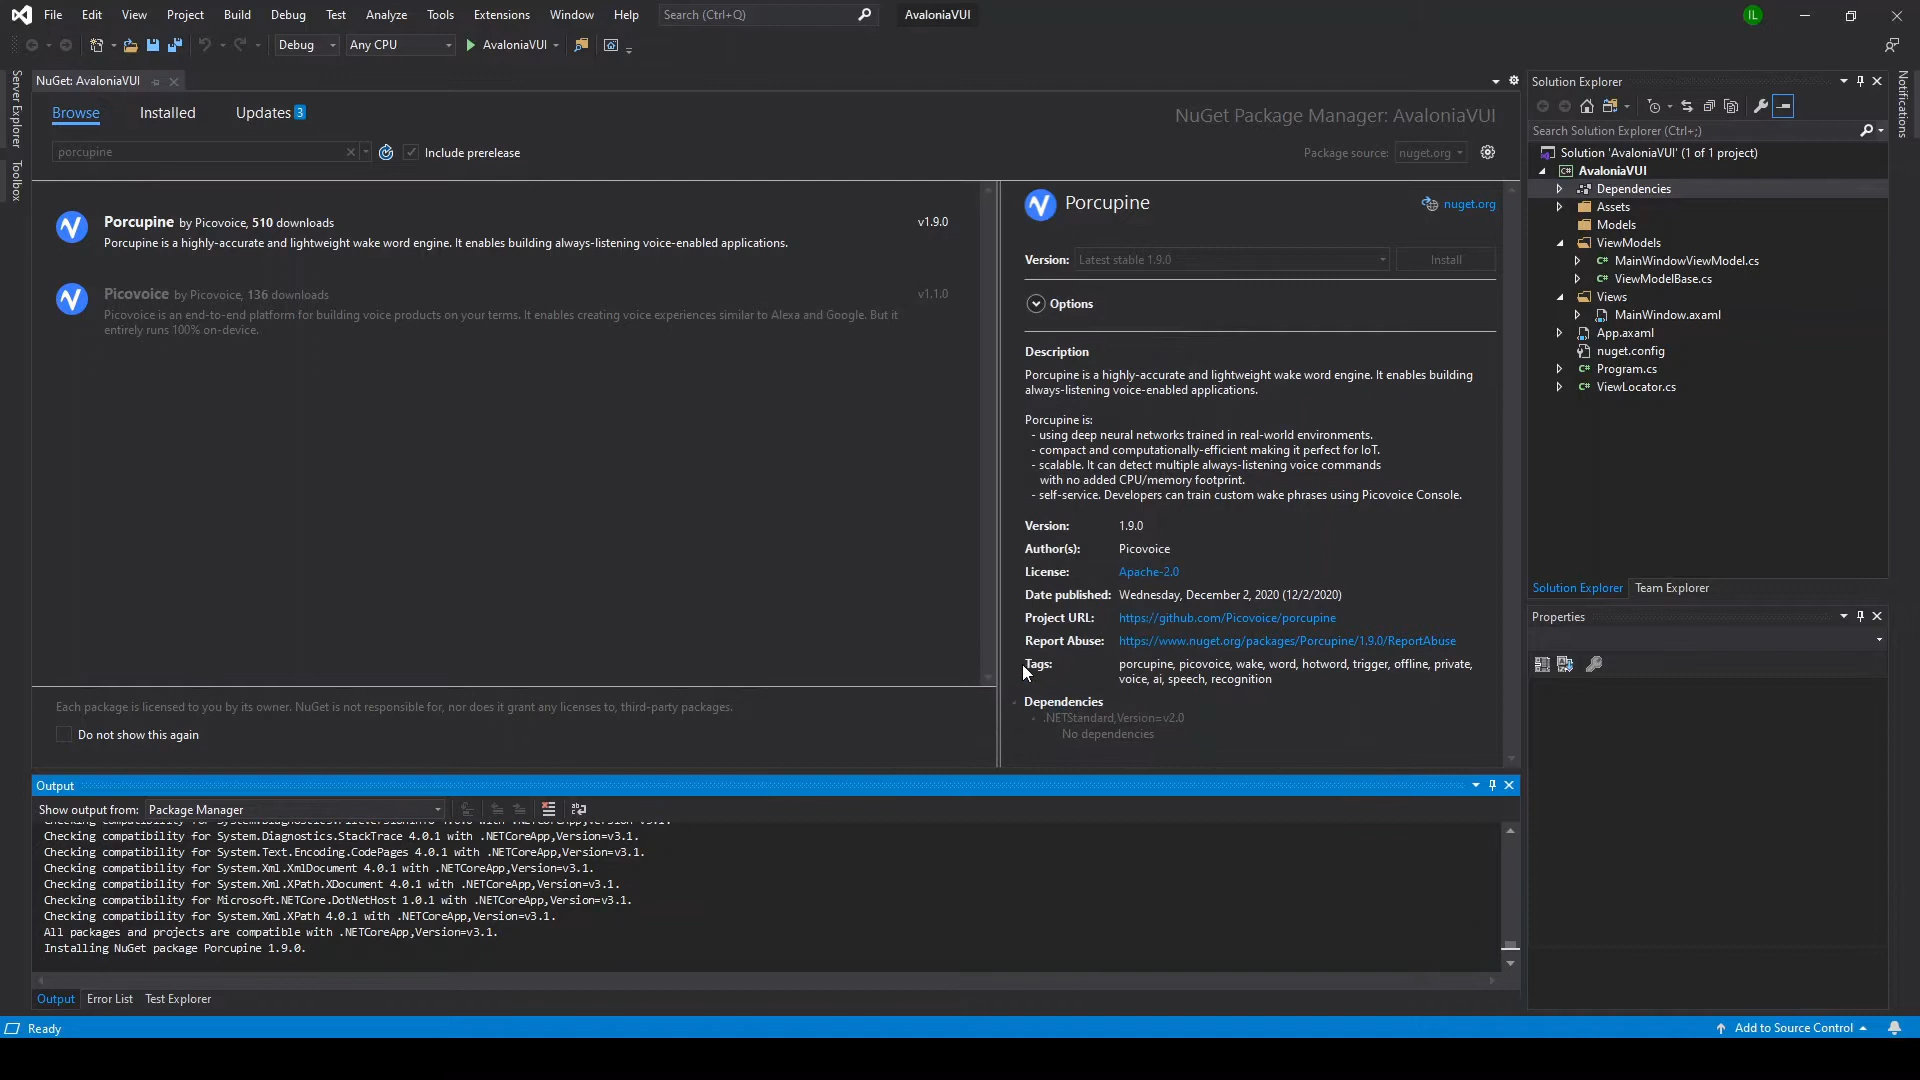 File Edit View Project Build Debug Test Analyze Tools Extensions Window Help Search (Ctrl+Q) AvaloniaVUI IL
Debug Any CPU AvaloniaVUI
Server Explorer
Toolbox
NuGet: AvaloniaVUI
Browse Installed Updates 3
NuGet Package Manager: AvaloniaVUI
porcupine Include prerelease
Package source: nuget.org
Porcupine by Picovoice, 510 downloads v1.9.0
Porcupine is a highly-accurate and lightweight wake word engine. It enables building always-listening voice-enabled applications.
Picovoice by Picovoice, 136 downloads v1.1.0
Picovoice is an end-to-end platform for building voice products on your terms. It enables creating voice experiences similar to Alexa and Google. But it
entirely runs 100% on-device.
Each package is licensed to you by its owner. NuGet is not responsible for, nor does it grant any licenses to, third-party packages.
Do not show this again
Porcupine nuget.org
Version: Latest stable 1.9.0 Install
Options
Description
Porcupine is a highly-accurate and lightweight wake word engine. It enables building
always-listening voice-enabled applications.
Porcupine is:
- using deep neural networks trained in real-world environments.
- compact and computationally-efficient making it perfect for IoT.
- scalable. It can detect multiple always-listening voice commands
with no added CPU/memory footprint.
- self-service. Developers can train custom wake phrases using Picovoice Console.
Version: 1.9.0
Author(s): Picovoice
License: Apache-2.0
Date published: Wednesday, December 2, 2020 (12/2/2020)
Project URL: https://github.com/Picovoice/porcupine
Report Abuse: https://www.nuget.org/packages/Porcupine/1.9.0/ReportAbuse
Tags: porcupine, picovoice, wake, word, hotword, trigger, offline, private,
voice, ai, speech, recognition
Dependencies
.NETStandard,Version=v2.0
No dependencies
Output
Show output from: Package Manager
Checking compatibility for System.Diagnostics.StackTrace 4.0.1 with .NETCoreApp,Version=v3.1.
Checking compatibility for System.Text.Encoding.CodePages 4.0.1 with .NETCoreApp,Version=v3.1.
Checking compatibility for System.Xml.XmlDocument 4.0.1 with .NETCoreApp,Version=v3.1.
Checking compatibility for System.Xml.XPath.XDocument 4.0.1 with .NETCoreApp,Version=v3.1.
Checking compatibility for Microsoft.NETCore.DotNetHost 1.0.1 with .NETCoreApp,Version=v3.1.
Checking compatibility for System.Xml.XPath 4.0.1 with .NETCoreApp,Version=v3.1.
All packages and projects are compatible with .NETCoreApp,Version=v3.1.
Installing NuGet package Porcupine 1.9.0.
Output Error List Test Explorer
Solution Explorer
Search Solution Explorer (Ctrl+;)
Solution 'AvaloniaVUI' (1 of 1 project)
AvaloniaVUI
Dependencies
Assets
Models
ViewModels
C# MainWindowViewModel.cs
C# ViewModelBase.cs
Views
MainWindow.axaml
App.axaml
nuget.config
C# Program.cs
C# ViewLocator.cs
Solution Explorer Team Explorer
Properties
Notifications
Ready Add to Source Control